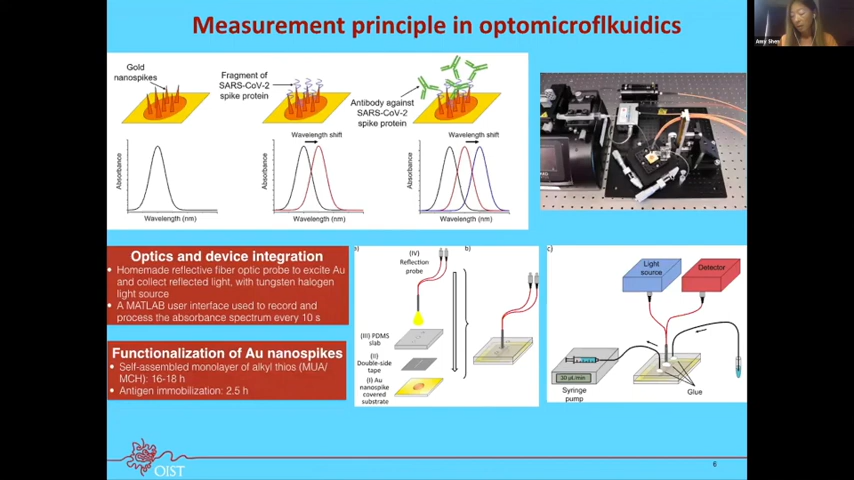 Measurement principle in optomicroflkuidics
Gold
nanospikes
Fragment of
SARS-CoV-2
spike protein
Antibody against
SARS-CoV-2
spike protein
Wavelength shift
Wavelength shift
Absorbance
Wavelength (nm)
Absorbance
Wavelength (nm)
Absorbance
Wavelength (nm)
Optics and device integration
• Homemade reflective fiber optic probe to excite Au
and collect reflected light, with tungsten halogen
light source
• A MATLAB user interface used to record and
process the absorbance spectrum every 10 s
Functionalization of Au nanospikes
• Self-assembled monolayer of alkyl thios (MUA/
MCH): 16-18 h
• Antigen immobilization: 2.5 h
a)
(IV)
Reflection
probe
(III) PDMS
slab
(II)
Double-side
tape
(I) Au
nanospike
covered
substrate
b)
c)
Light
source
Detector
20 µL/min
Syringe
pump
Glue
OIST
6
Amy Shen